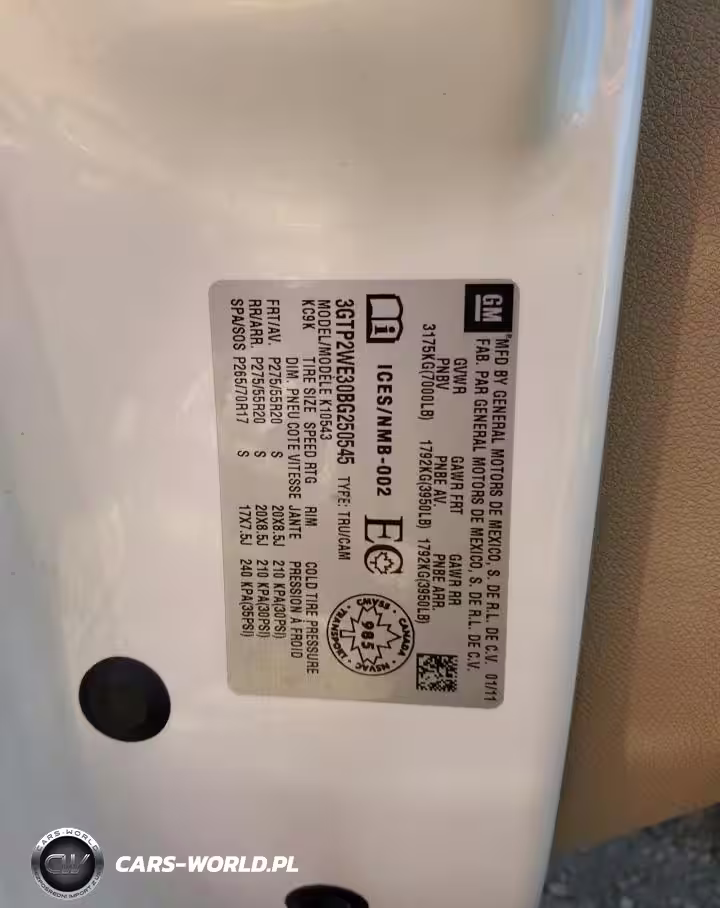 GM
MFD BY GENERAL MOTORS DE MEXICO, S. DE R.L. DE C.V. 01/11
FAB. PAR GENERAL MOTORS DE MEXICO, S. DE R.L. DE C.V.
GVWR GAWR FRT GAWR RR
PNBV PNBE AV. PNBE ARR.
3175KG(7000LB) 1792KG(3950LB) 1792KG(3950LB)
i ICES/NMB-002 EC
CMVSS · CANADA · NSVAC · TRANSPORT ·
985
3GTP2WE30BG250545 TYPE: TRU/CAM
MODEL/MODELE K10543
KC9K TIRE SIZE SPEED RTG RIM COLD TIRE PRESSURE
DIM. PNEU COTE VITESSE JANTE PRESSION À FROID
FRT/AV. P275/55R20 S 20X8.5J 210 KPA(30PSI)
RR/ARR. P275/55R20 S 20X8.5J 210 KPA(30PSI)
SPA/SOS P265/70R17 S 17X7.5J 240 KPA(35PSI)
CARS-WORLD
CW
CARS-WORLD.PL